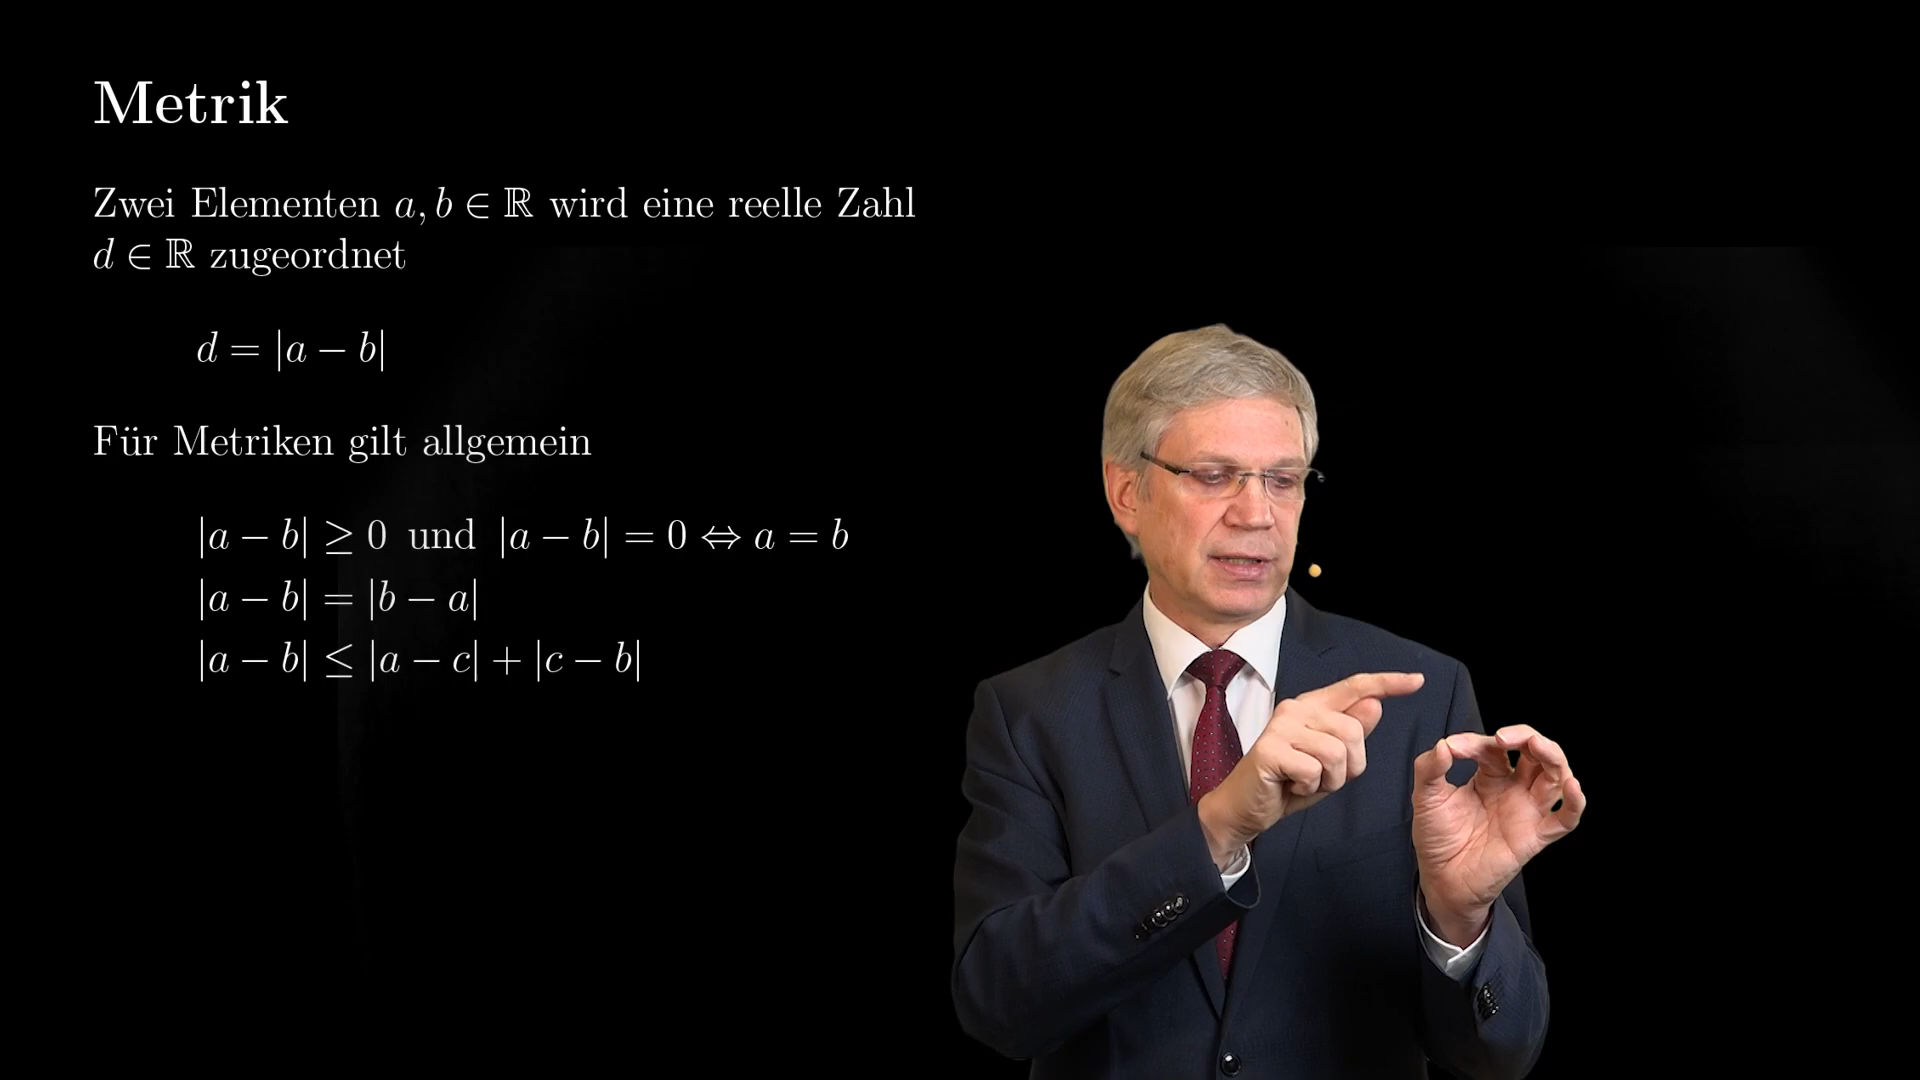 Metrik
Zwei Elementen a, b ∈ ℝ wird eine reelle Zahl
d ∈ ℝ zugeordnet
d = |a − b|
Für Metriken gilt allgemein
|a − b| ≥ 0 und |a − b| = 0 ⇔ a = b
|a − b| = |b − a|
|a − b| ≤ |a − c| + |c − b|